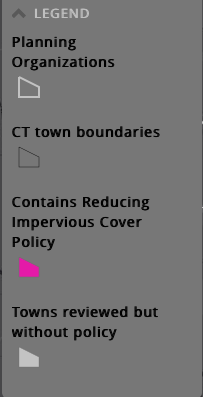 LEGEND
Planning
Organizations
CT town boundaries
Contains Reducing
Impervious Cover
Policy
Towns reviewed but
without policy